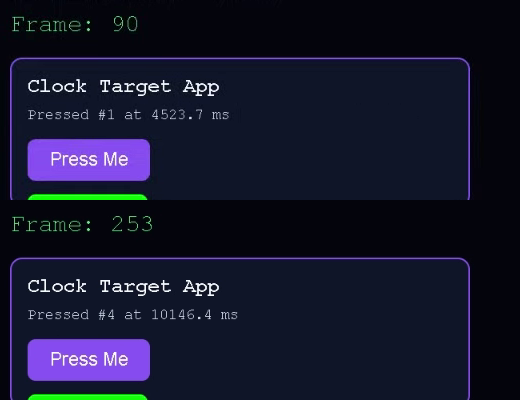 Frame: 90
Clock Target App
Pressed #1 at 4523.7 ms
Press Me
Frame: 253
Clock Target App
Pressed #4 at 10146.4 ms
Press Me